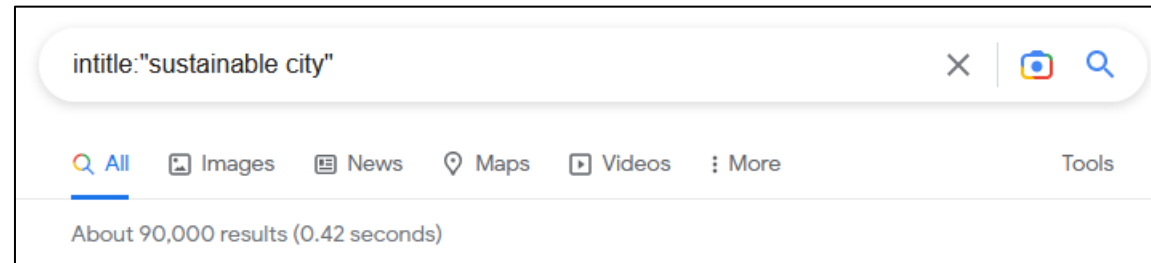 intitle:"sustainable city"
All Images News Maps Videos More Tools
About 90,000 results (0.42 seconds)